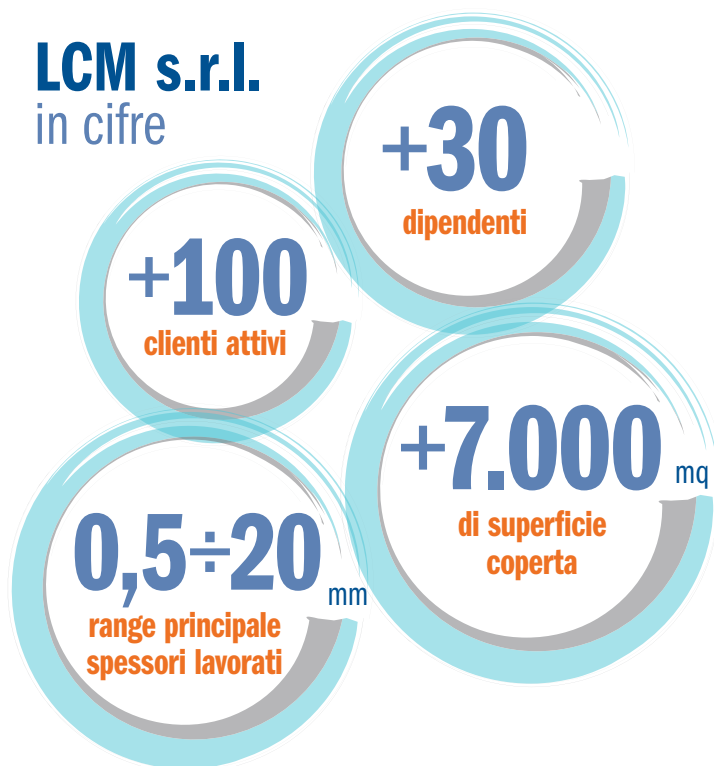 LCM s.r.l.
in cifre
+30
dipendenti
+100
clienti attivi
+7.000 mq
di superficie
coperta
0,5÷20 mm
range principale
spessori lavorati